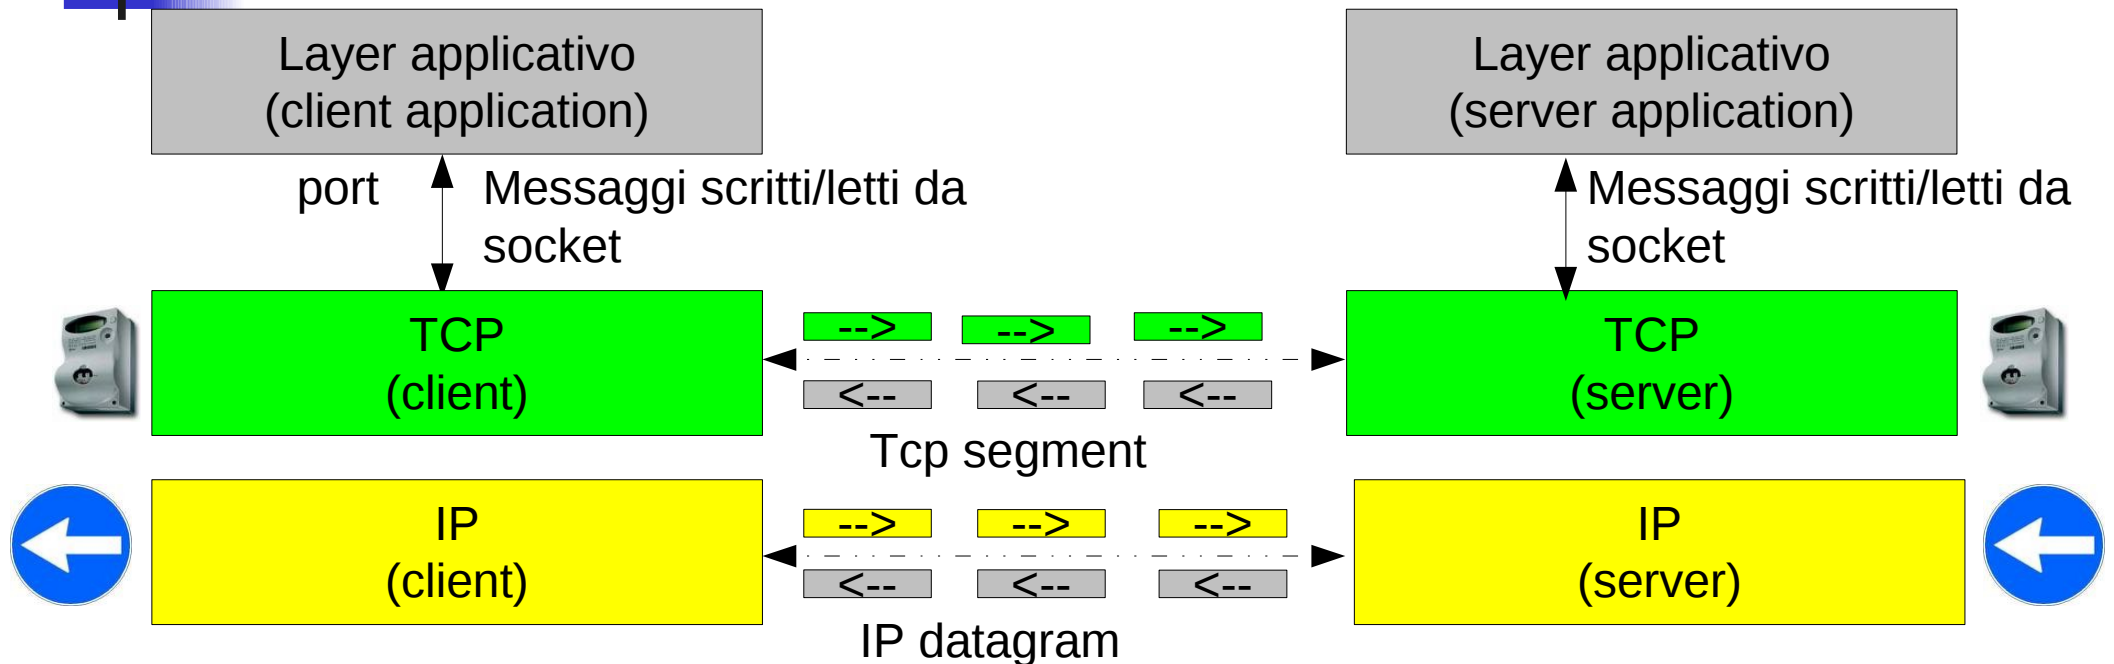 Layer applicativo
(client application)
Layer applicativo
(server application)
port
Messaggi scritti/letti da
socket
Messaggi scritti/letti da
socket
TCP
(client)
-->
-->
-->
<--
<--
<--
Tcp segment
TCP
(server)
IP
(client)
-->
-->
-->
<--
<--
<--
IP datagram
IP
(server)